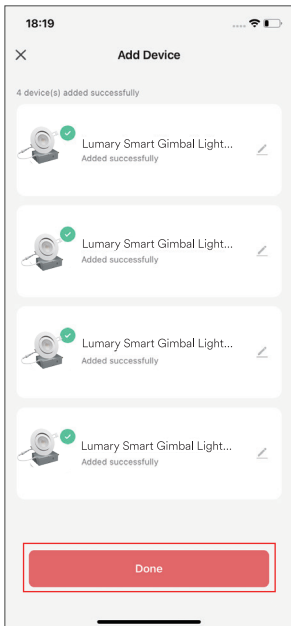 18:19
Add Device
4 device(s) added successfully
Lumary Smart Gimbal Light...
Added successfully
Lumary Smart Gimbal Light...
Added successfully
Lumary Smart Gimbal Light...
Added successfully
Lumary Smart Gimbal Light...
Added successfully
Done